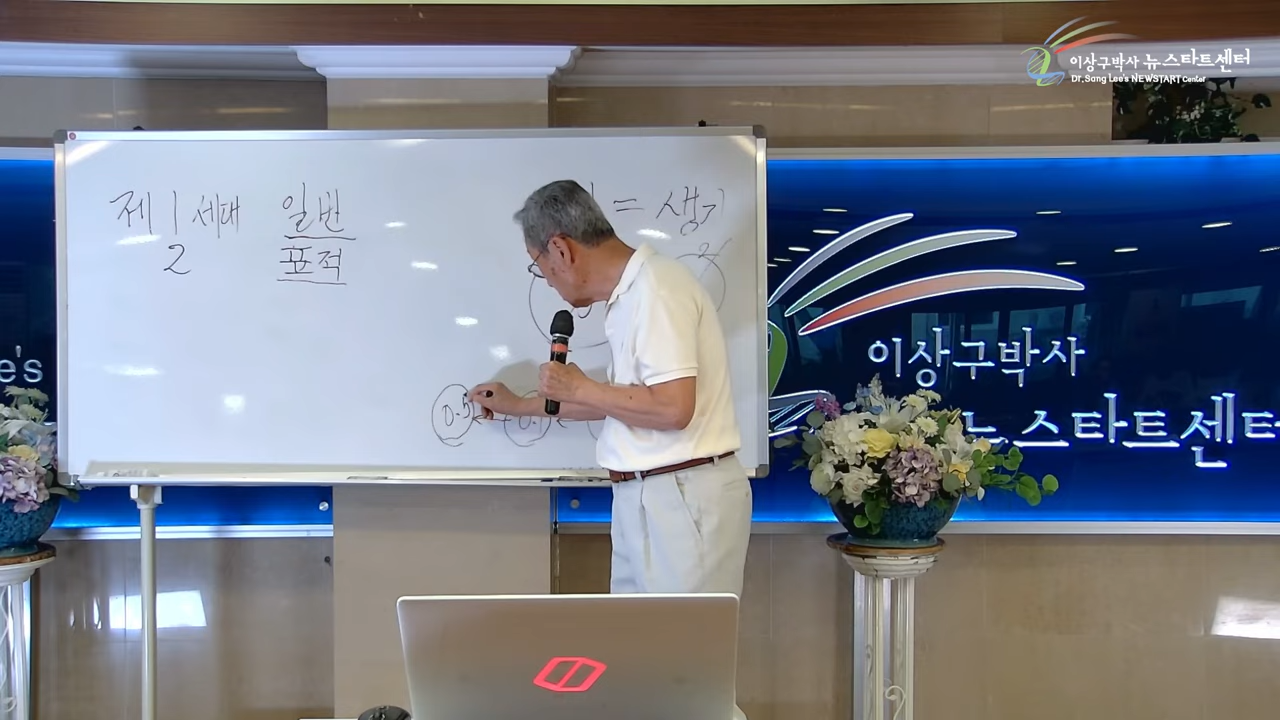 이상구박사 뉴스타트센터
Dr. Sang Lee's NEWSTART Center
제 1 세대 일반
2 표적
= 생기
0.5
e's
이상구박사
뉴스타트센터